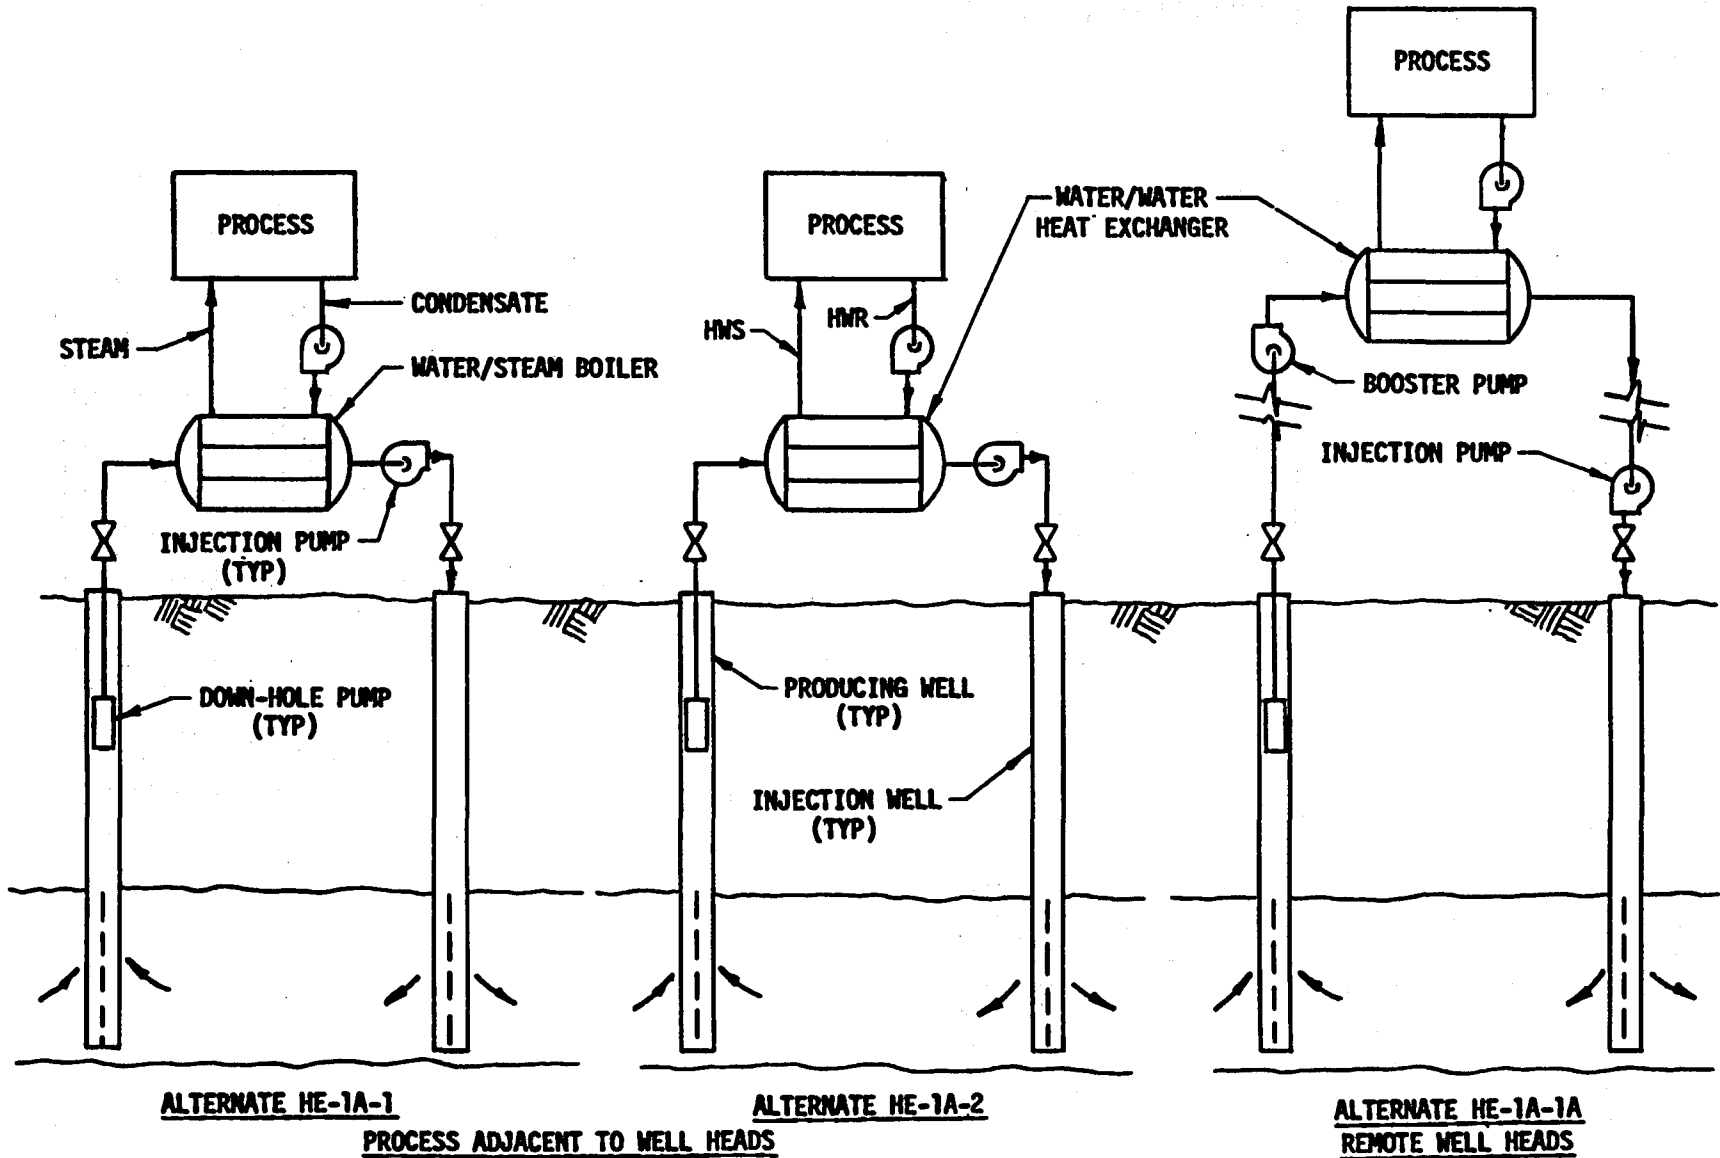 PROCESS
PROCESS
PROCESS
WATER/WATER
HEAT EXCHANGER
STEAM
CONDENSATE
WATER/STEAM BOILER
HWS
HWR
BOOSTER PUMP
INJECTION PUMP
INJECTION PUMP
(TYP)
DOWN-HOLE PUMP
(TYP)
PRODUCING WELL
(TYP)
INJECTION WELL
(TYP)
ALTERNATE HE-1A-1
ALTERNATE HE-1A-2
PROCESS ADJACENT TO WELL HEADS
ALTERNATE HE-1A-1A
REMOTE WELL HEADS